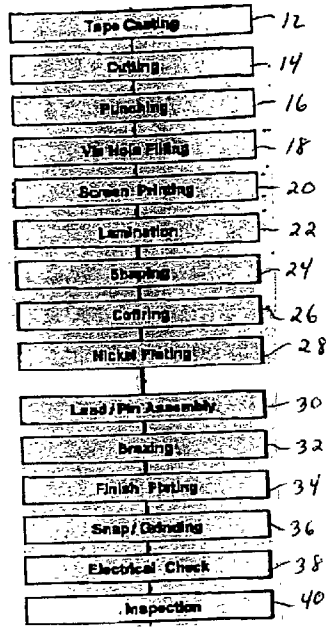 Tape Casting 12
Cutting 14
Punching 16
Via Hole Filling 18
Screen Printing 20
Lamination 22
Shaping 24
Cofiring 26
Nickel Plating 28
Lead / Pin Assembly 30
Brazing 32
Finish Plating 34
Snap / Grinding 36
Electrical Check 38
Inspection 40